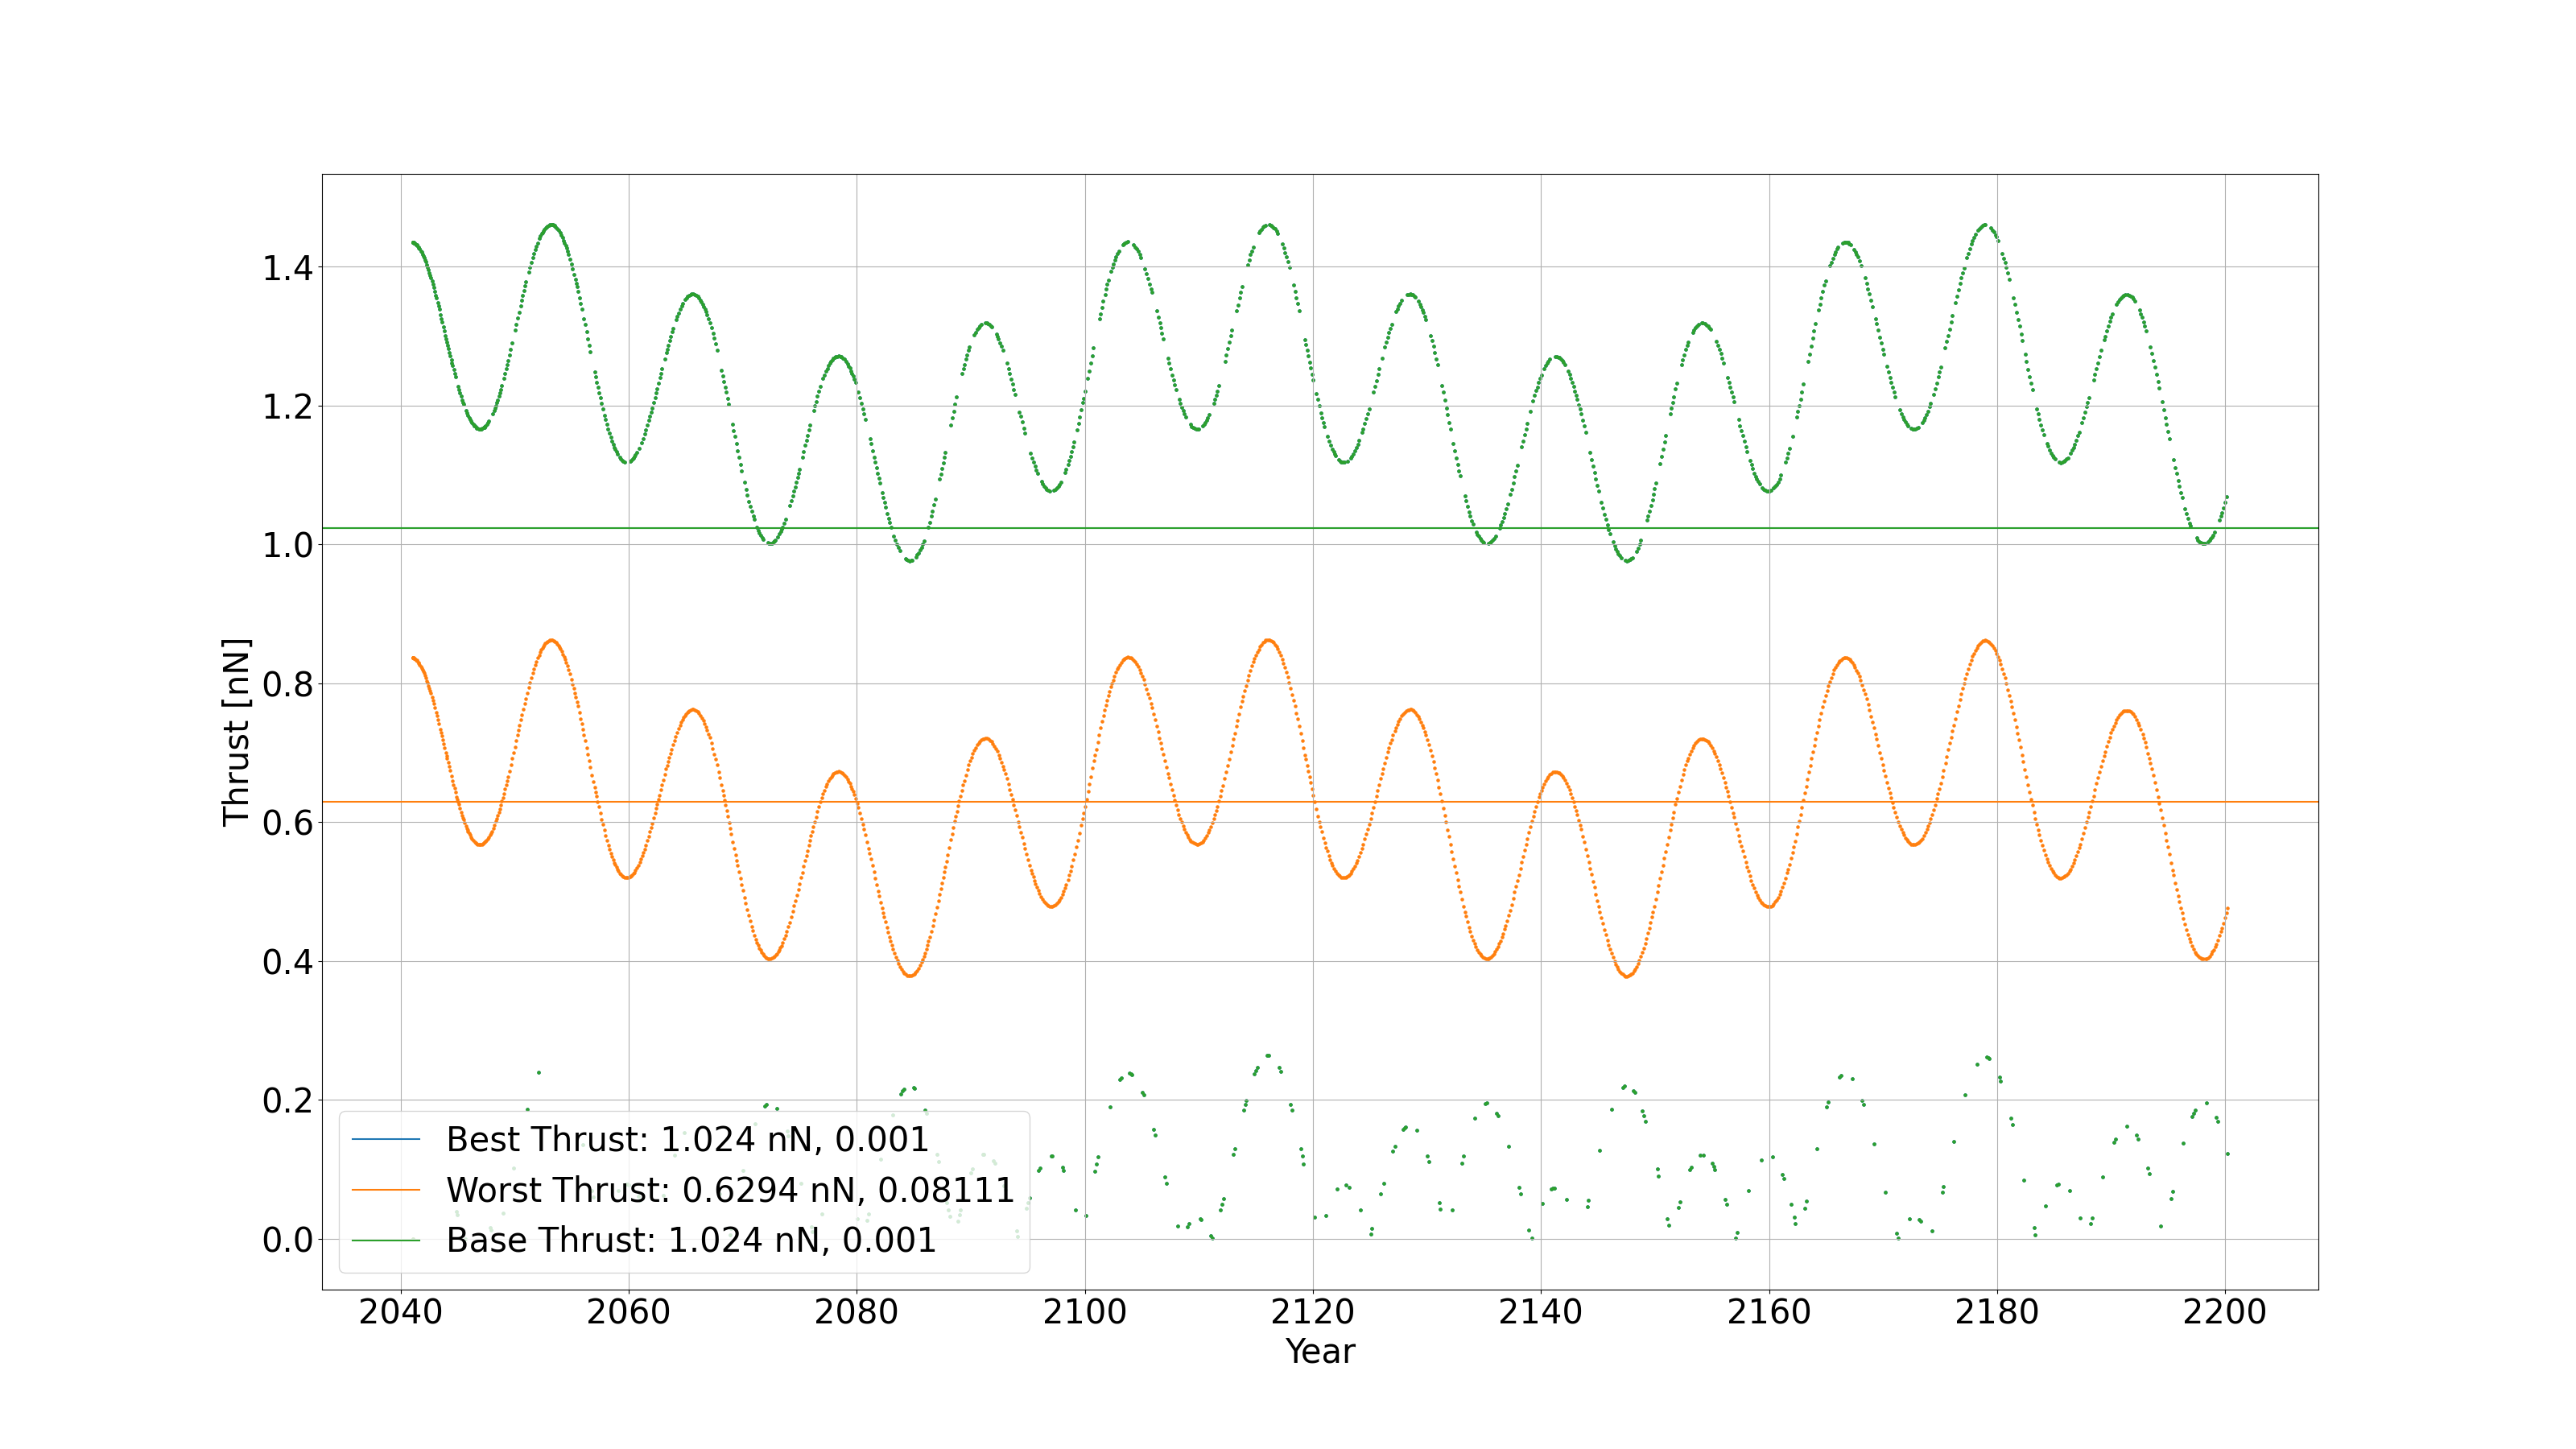 1.4
1.2
1.0
0.8
0.6
0.4
0.2
0.0
Thrust [nN]
Best Thrust: 1.024 nN, 0.001
Worst Thrust: 0.6294 nN, 0.08111
Base Thrust: 1.024 nN, 0.001
2040 2060 2080 2100 2120 2140 2160 2180 2200
Year